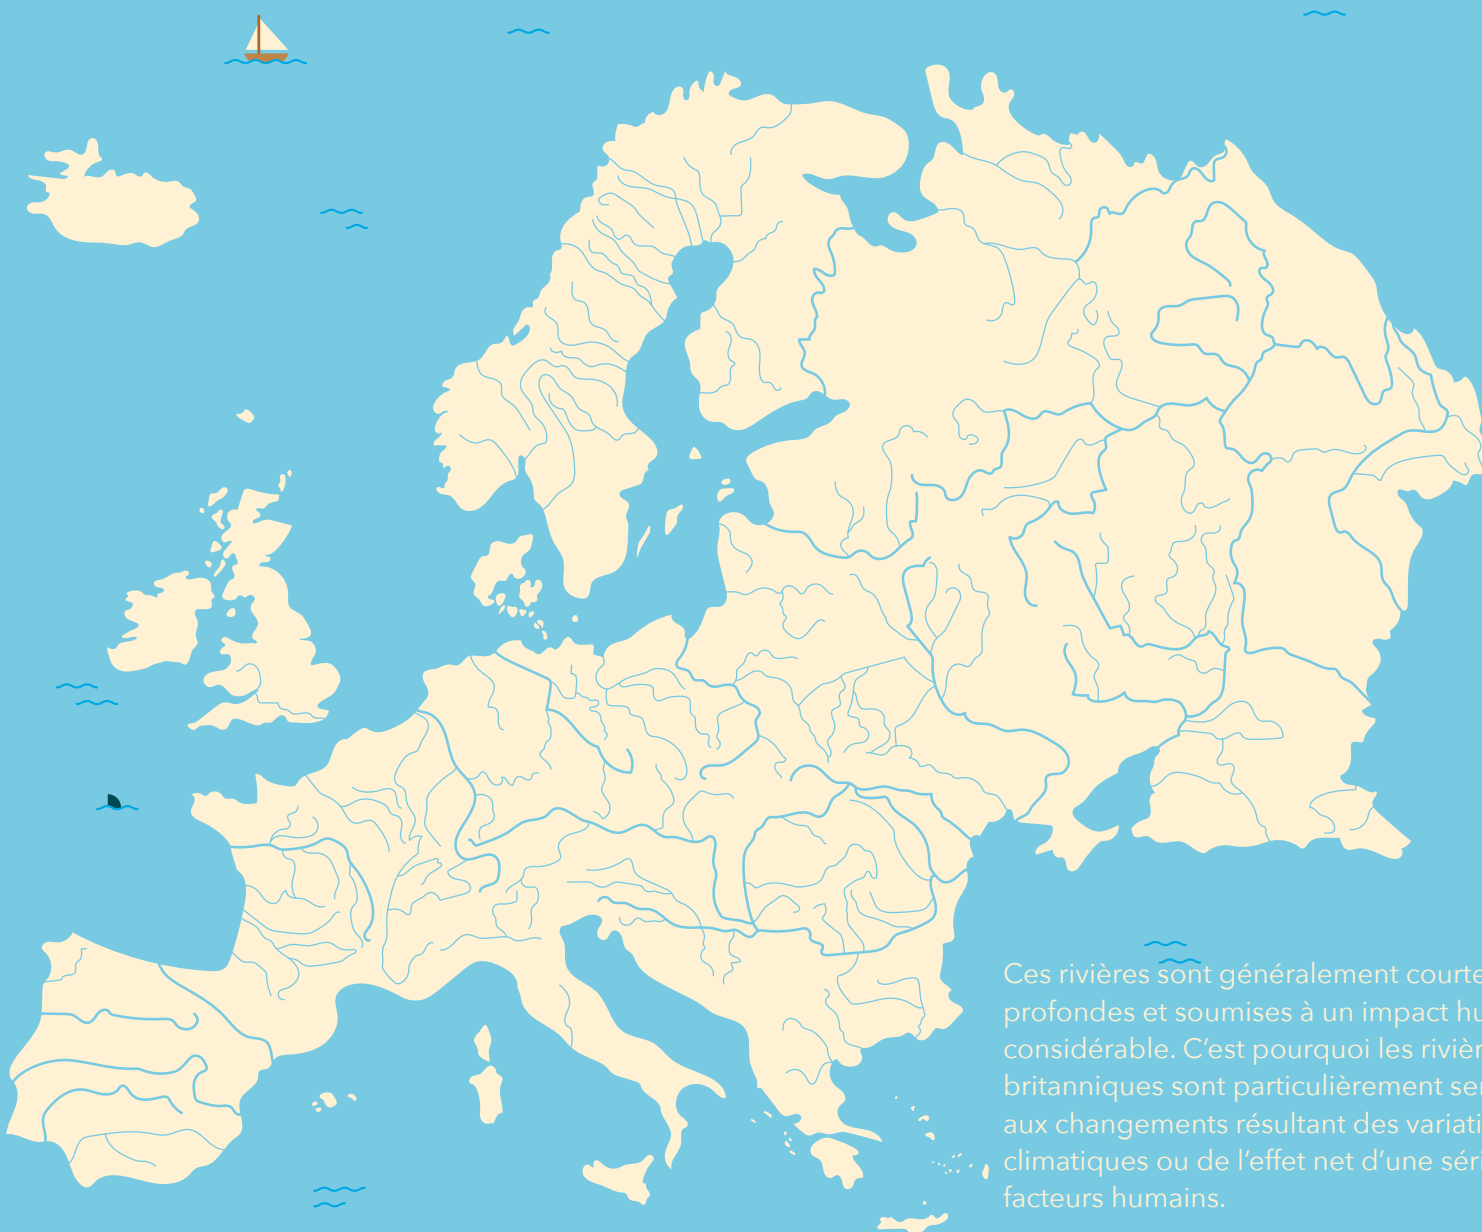 Ces rivières sont généralement courte
profondes et soumises à un impact hu
considérable. C’est pourquoi les rivièr
britanniques sont particulièrement se
aux changements résultant des variati
climatiques ou de l’effet net d’une séri
facteurs humains.